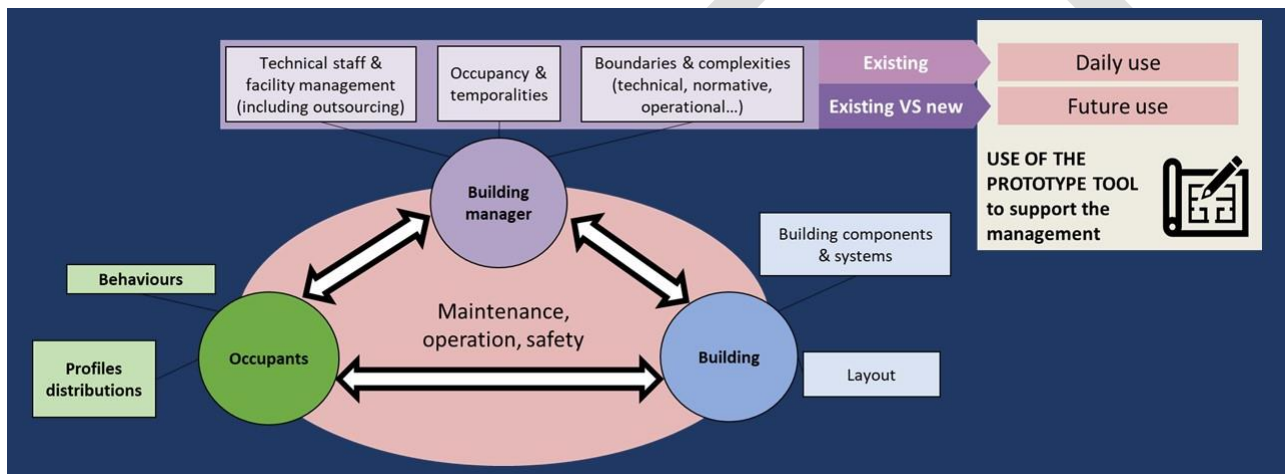 Technical staff &
facility management
(including outsourcing)
Occupancy &
temporalities
Boundaries & complexities
(technical, normative,
operational...)
Existing
Daily use
Existing VS new
Future use
USE OF THE
PROTOTYPE TOOL
to support the
management
Building
manager
Building components
& systems
Behaviours
Maintenance,
operation, safety
Occupants
Building
Profiles
distributions
Layout